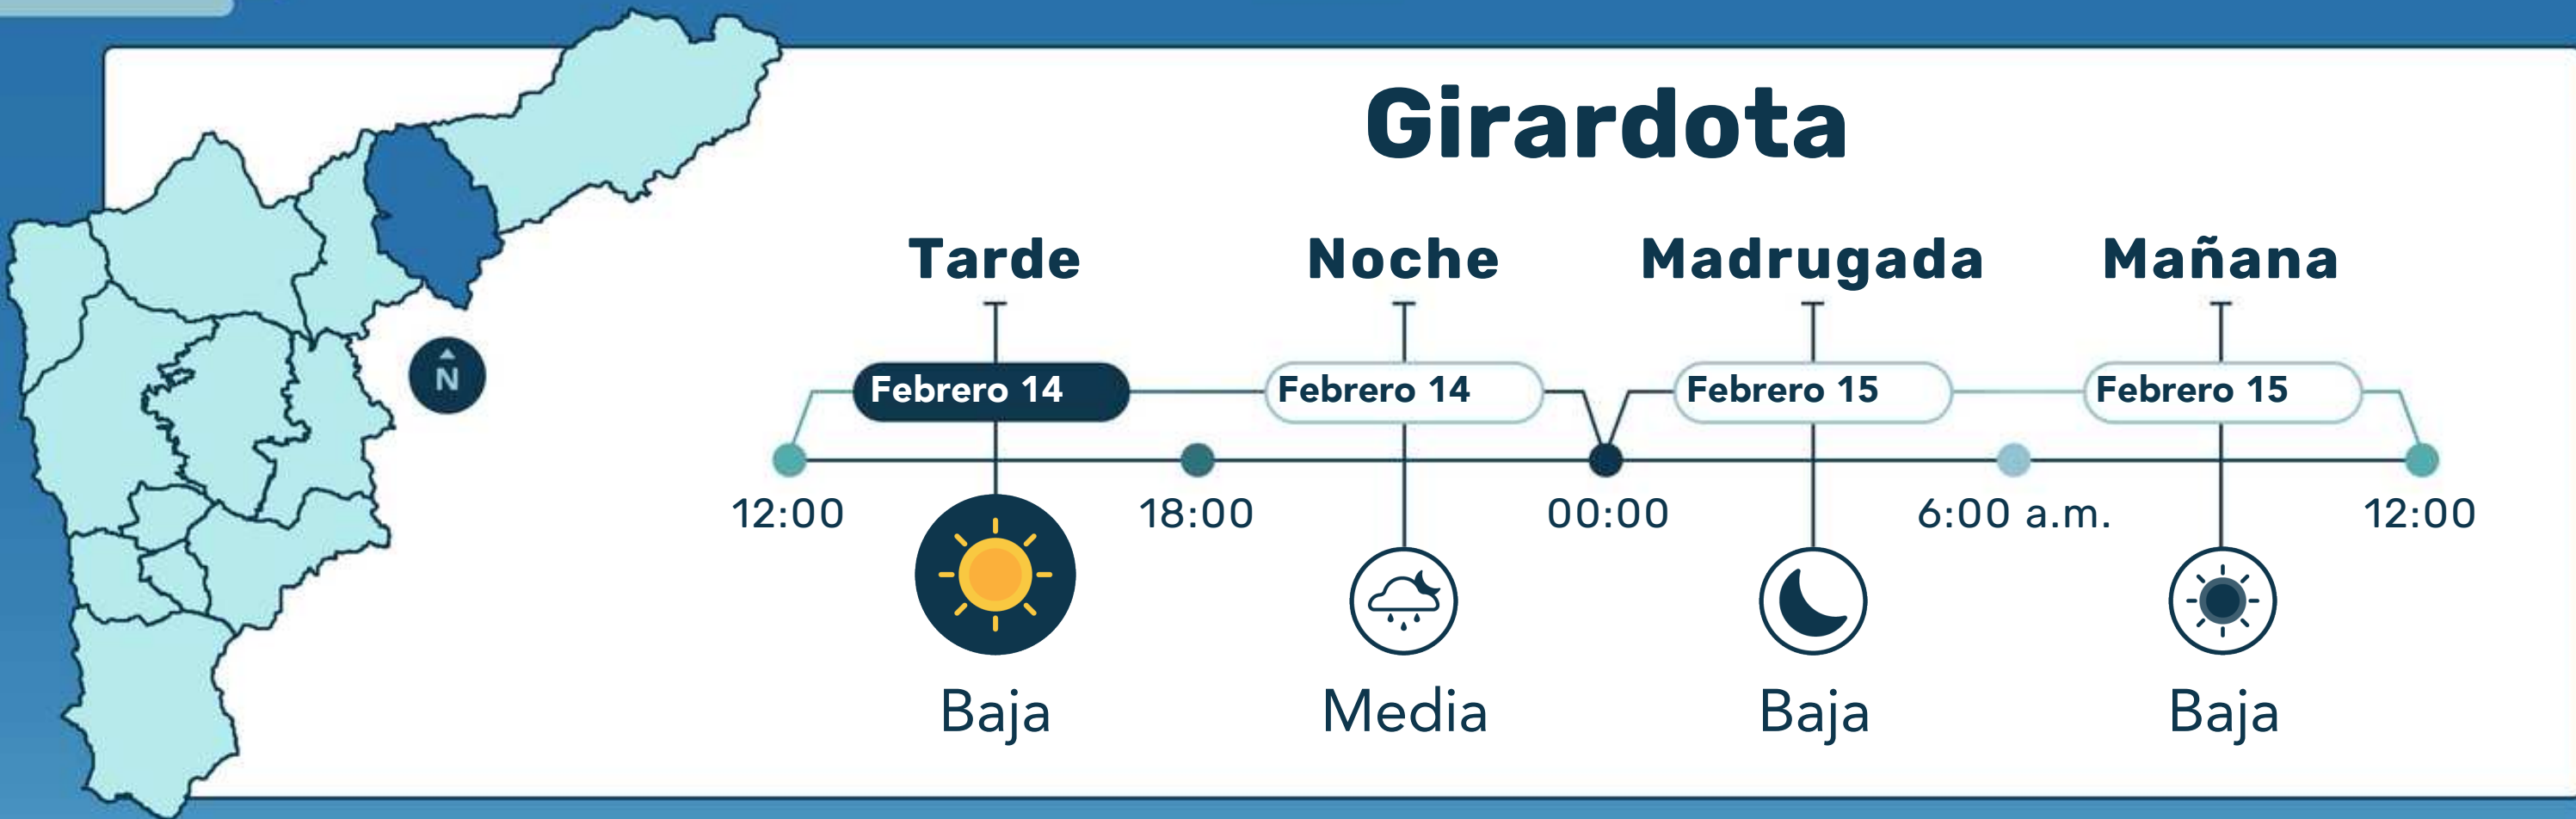 Girardota
Tarde Noche Madrugada Mañana
Febrero 14 Febrero 14 Febrero 15 Febrero 15
N
12:00 18:00 00:00 6:00 a.m. 12:00
Baja Media Baja Baja